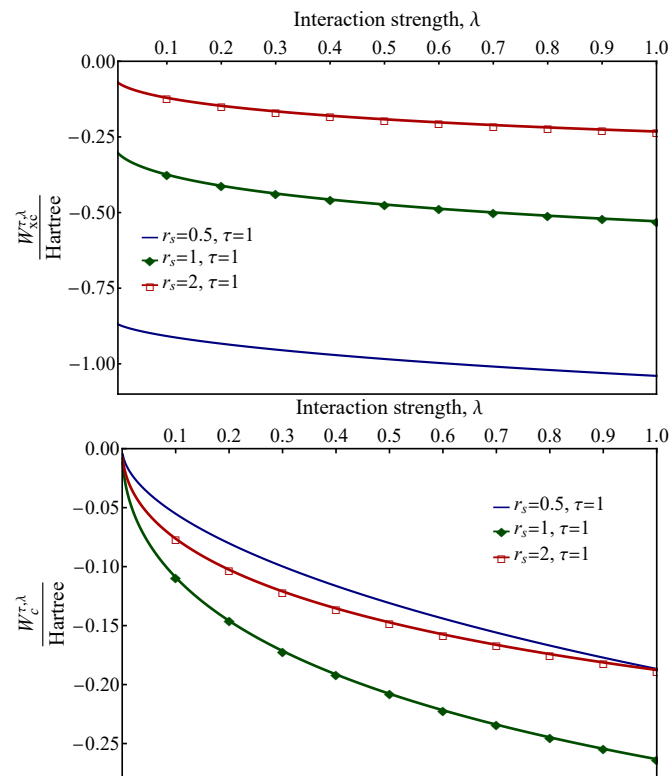 Interaction strength, λ
0.1 0.2 0.3 0.4 0.5 0.6 0.7 0.8 0.9 1.0
0.00
−0.25
−0.50
−0.75
−1.00
W_xc^τ,λ
Hartree
r_s=0.5, τ=1
r_s=1, τ=1
r_s=2, τ=1
Interaction strength, λ
0.1 0.2 0.3 0.4 0.5 0.6 0.7 0.8 0.9 1.0
0.00
−0.05
−0.10
−0.15
−0.20
−0.25
W_c^τ,λ
Hartree
r_s=0.5, τ=1
r_s=1, τ=1
r_s=2, τ=1